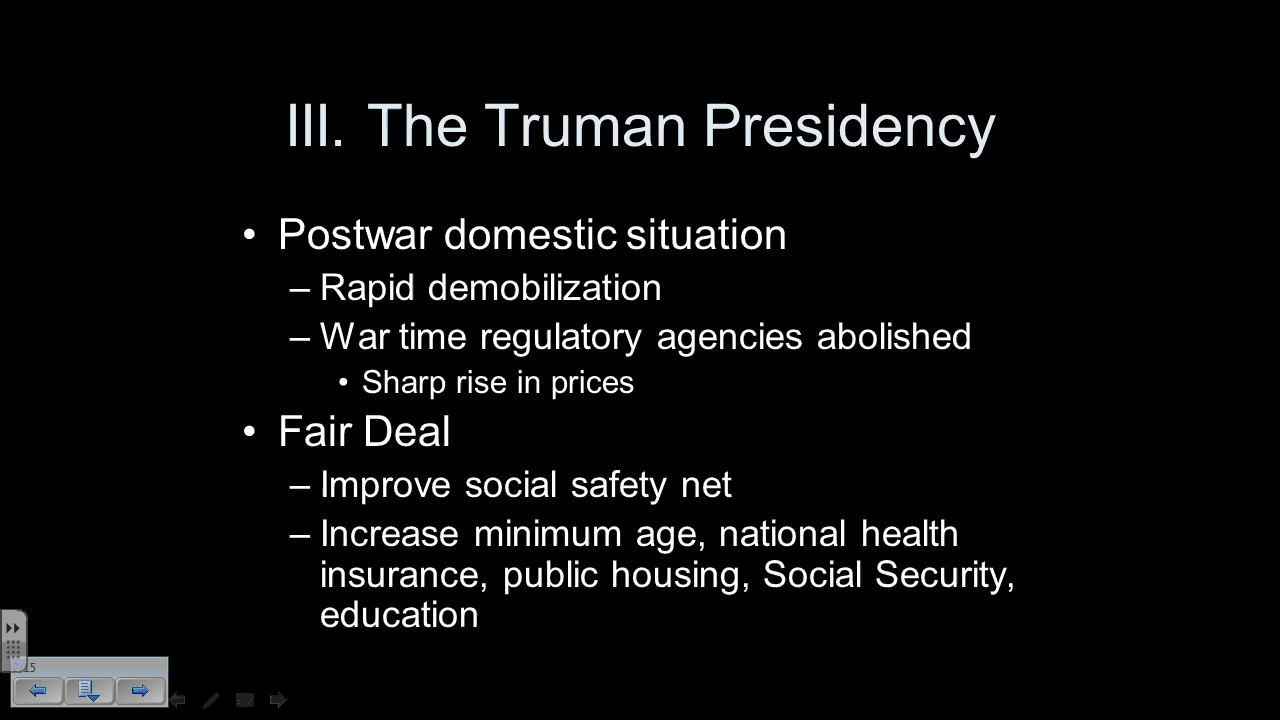 III. The Truman Presidency
• Postwar domestic situation
– Rapid demobilization
– War time regulatory agencies abolished
• Sharp rise in prices
• Fair Deal
– Improve social safety net
– Increase minimum age, national health
insurance, public housing, Social Security,
education